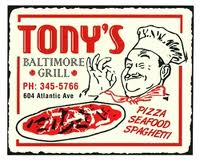 TONY'S
BALTIMORE
GRILL
PH: 345-5766
604 Atlantic Ave
PIZZA
SEAFOOD
SPAGHETTI